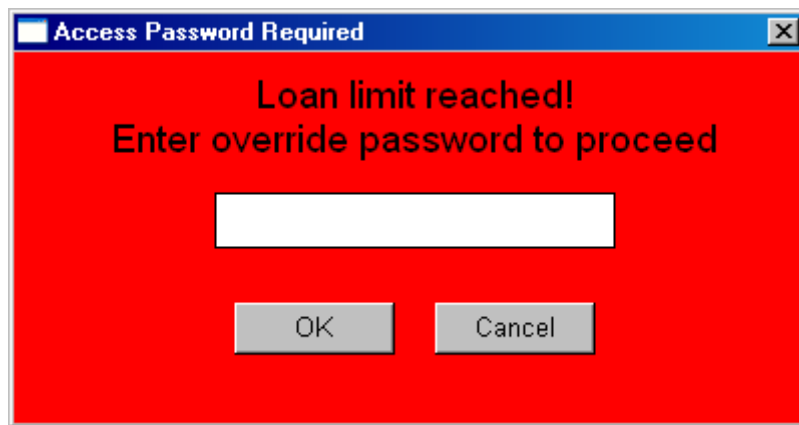 Access Password Required
Loan limit reached!
Enter override password to proceed
OK
Cancel